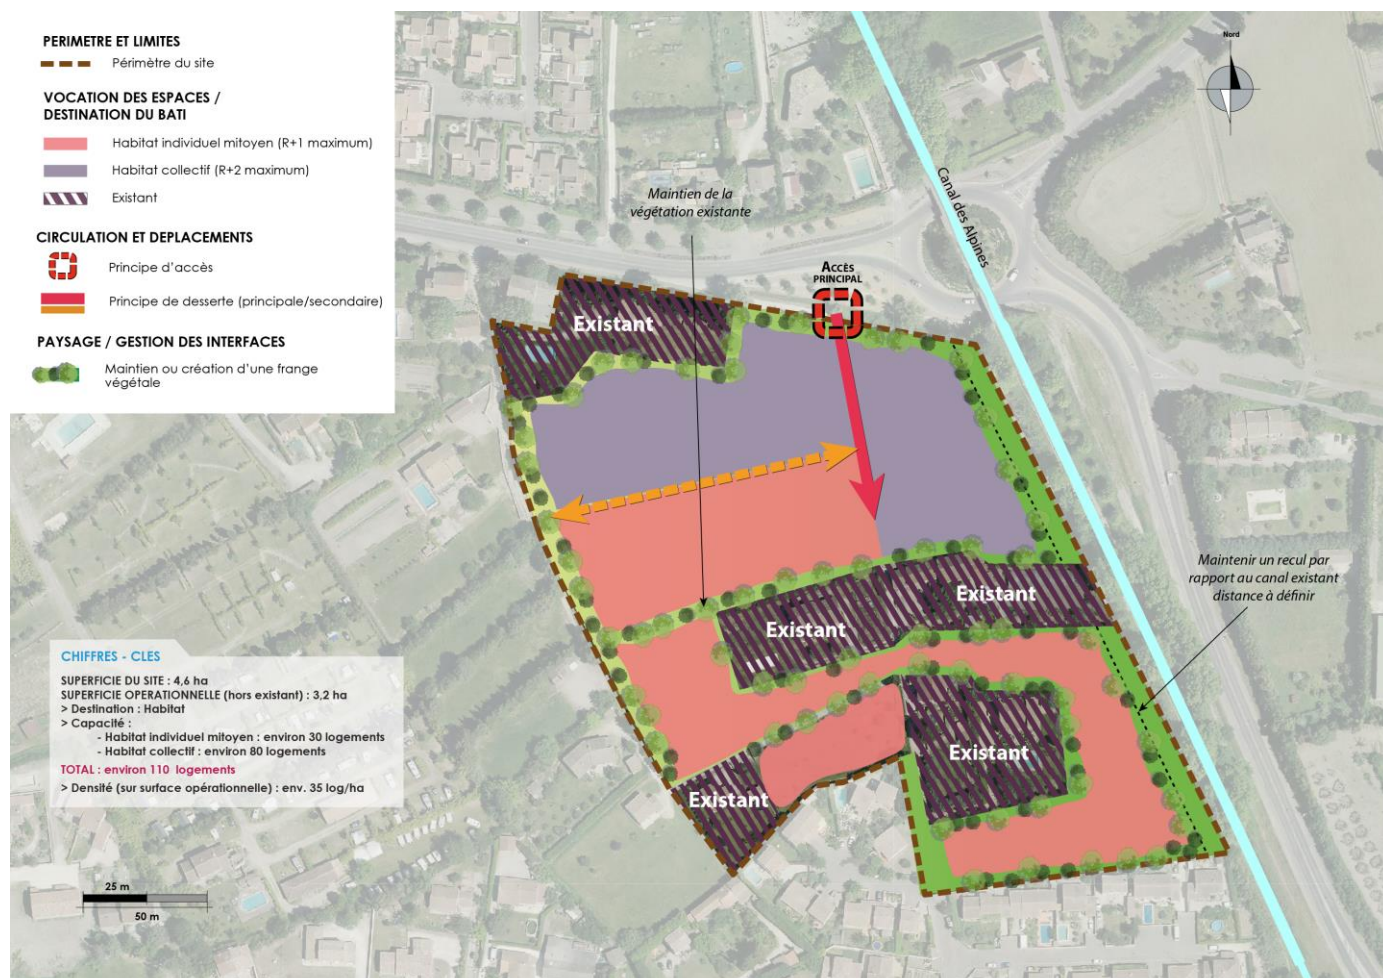 PERIMETRE ET LIMITES
Périmètre du site
VOCATION DES ESPACES /
DESTINATION DU BATI
Habitat individuel mitoyen (R+1 maximum)
Habitat collectif (R+2 maximum)
Existant
CIRCULATION ET DEPLACEMENTS
Principe d'accès
Principe de desserte (principale/secondaire)
PAYSAGE / GESTION DES INTERFACES
Maintien ou création d'une frange
végétale
Nord
Maintien de la
végétation existante
Canal des Alpines
ACCÈS
PRINCIPAL
Existant
Maintenir un recul par
rapport au canal existant
distance à définir
Existant
Existant
Existant
Existant
CHIFFRES - CLES
SUPERFICIE DU SITE : 4,6 ha
SUPERFICIE OPERATIONNELLE (hors existant) : 3,2 ha
> Destination : Habitat
> Capacité :
- Habitat individuel mitoyen : environ 30 logements
- Habitat collectif : environ 80 logements
TOTAL : environ 110 logements
> Densité (sur surface opérationnelle) : env. 35 log/ha
25 m
50 m